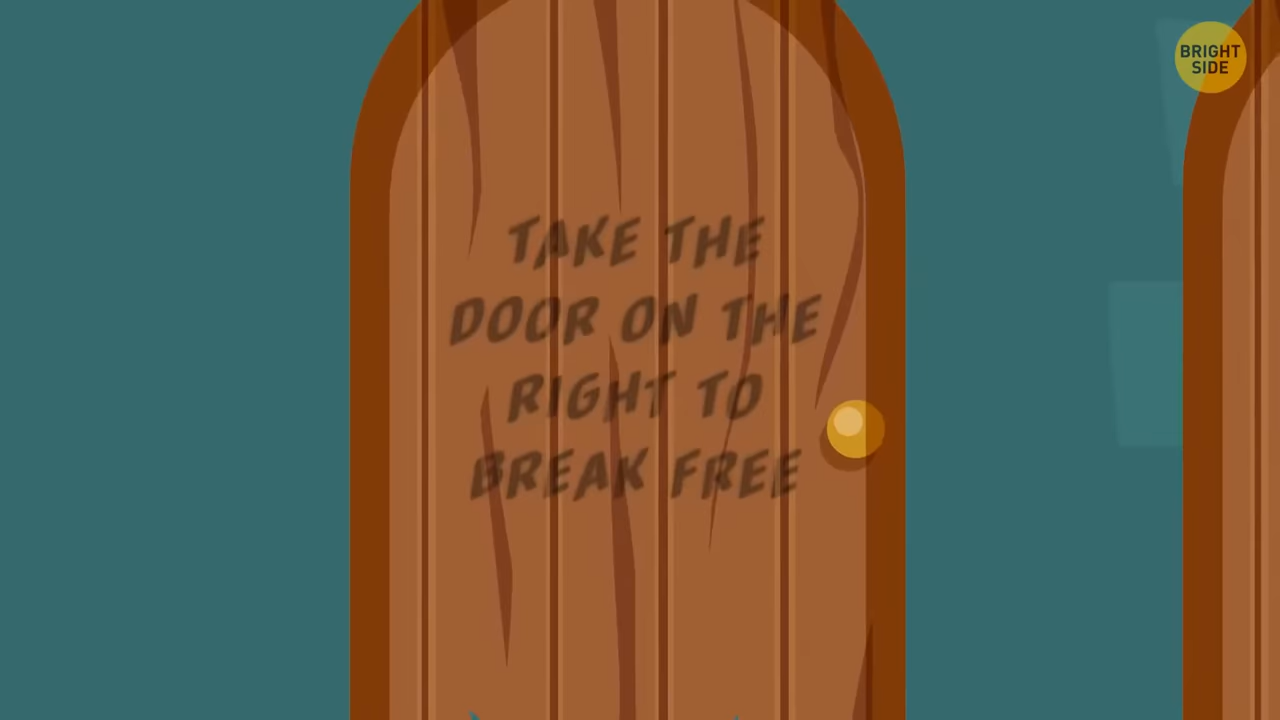 BRIGHT
SIDE
TAKE THE
DOOR ON THE
RIGHT TO
BREAK FREE